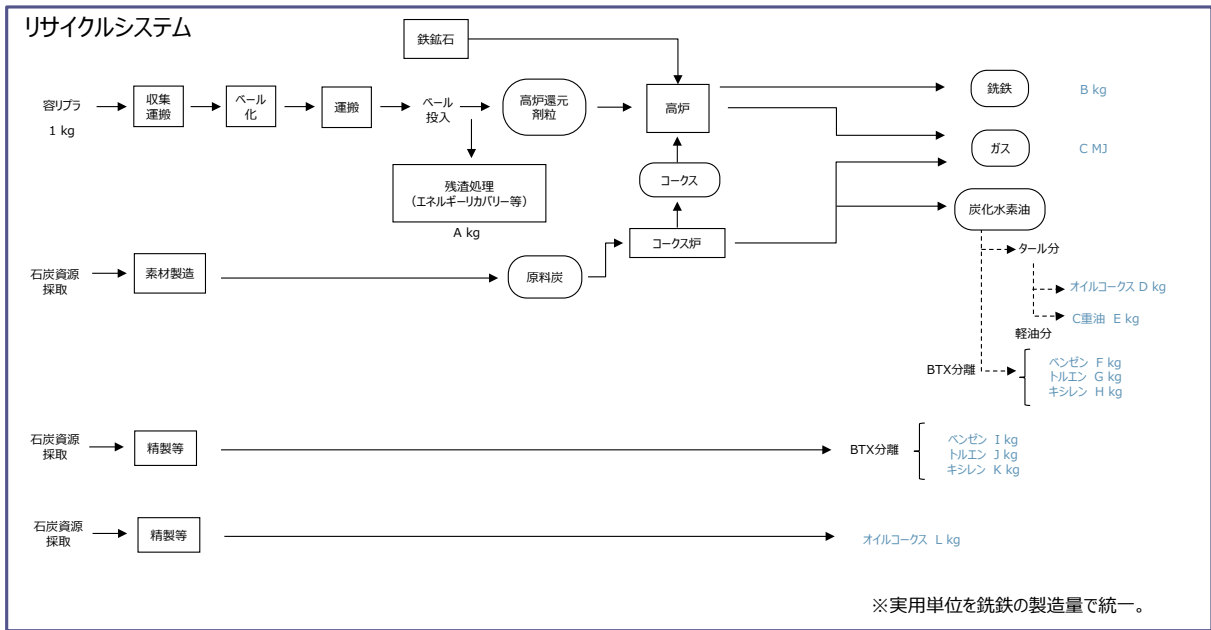 リサイクルシステム
鉄鉱石
容リプラ
1 kg
収集
運搬
ベール
化
運搬
ベール
投入
高炉還元
剤粒
高炉
銑鉄
B kg
ガス
C MJ
残渣処理
（エネルギーリカバリー等）
A kg
コークス
コークス炉
炭化水素油
石炭資源
採取
素材製造
原料炭
タール分
オイルコークス D kg
C重油 E kg
軽油分
BTX分離
ベンゼン F kg
トルエン G kg
キシレン H kg
石炭資源
採取
精製等
BTX分離
ベンゼン I kg
トルエン J kg
キシレン K kg
石炭資源
採取
精製等
オイルコークス L kg
※実用単位を銑鉄の製造量で統一。